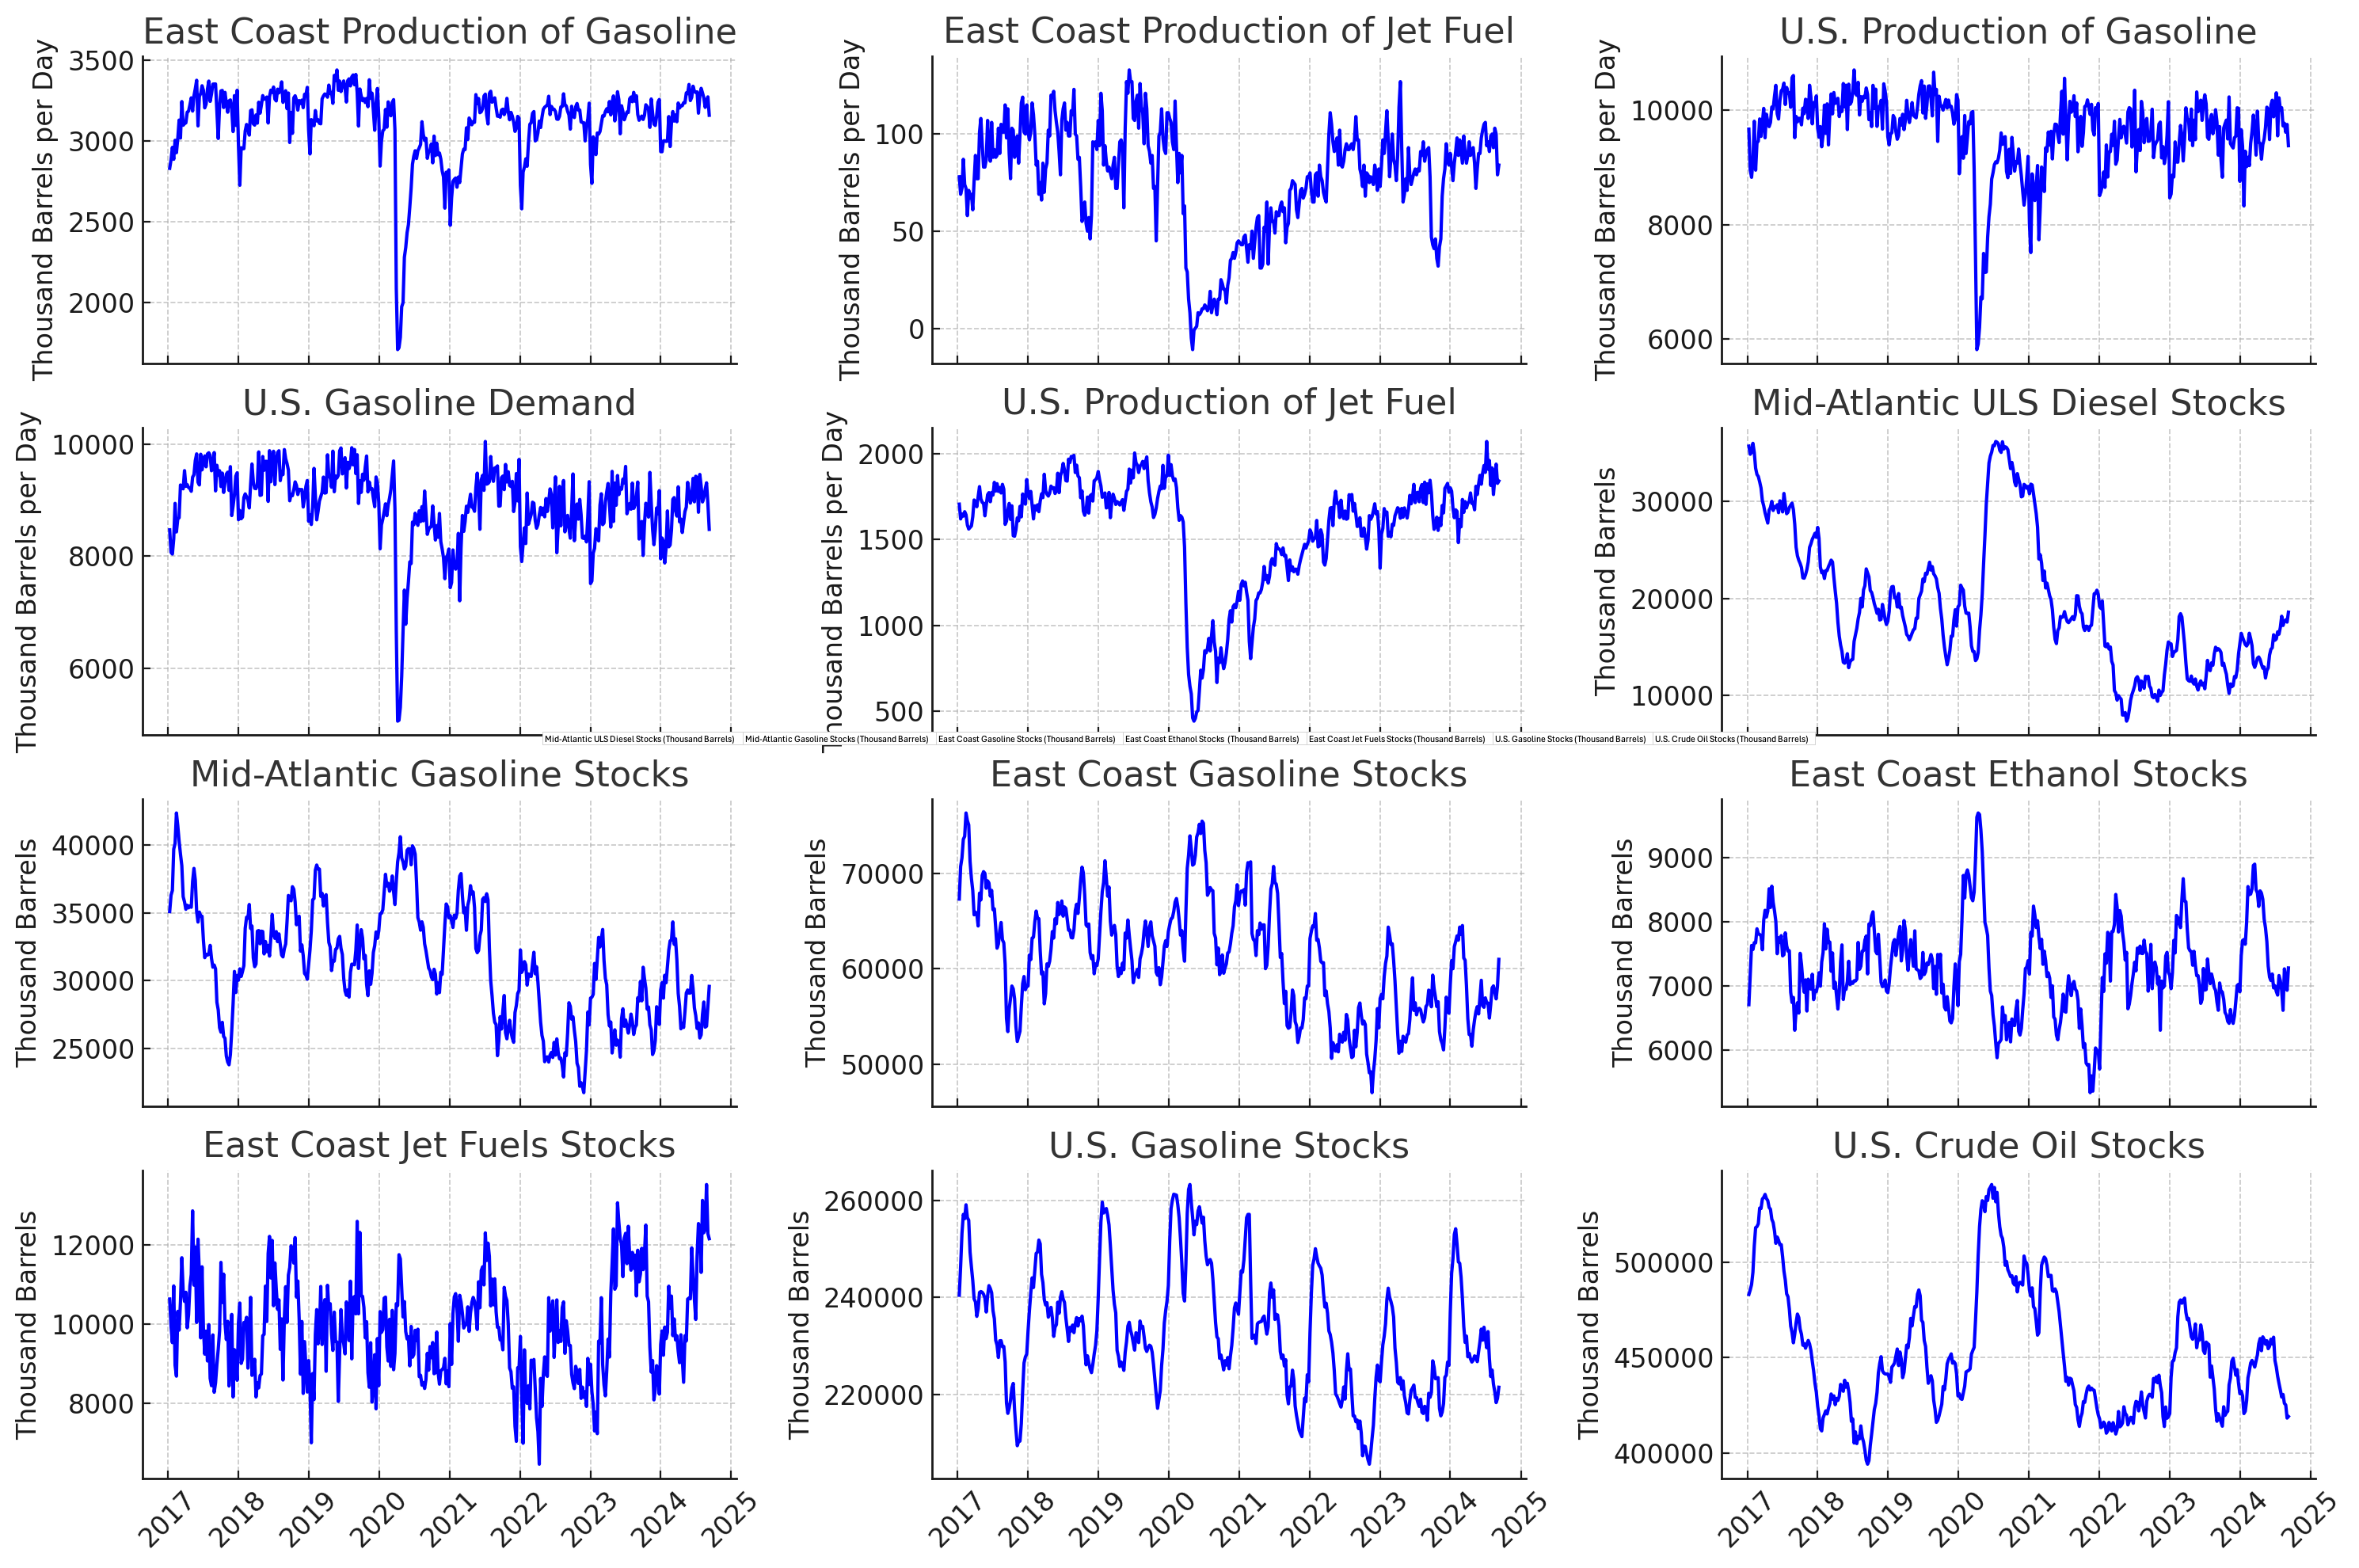 East Coast Production of Gasoline
Thousand Barrels per Day
3500
3000
2500
2000
East Coast Production of Jet Fuel
Thousand Barrels per Day
100
50
0
U.S. Production of Gasoline
Thousand Barrels per Day
10000
8000
6000
U.S. Gasoline Demand
Thousand Barrels per Day
10000
8000
6000
U.S. Production of Jet Fuel
Thousand Barrels per Day
2000
1500
1000
500
Mid-Atlantic ULS Diesel Stocks
Thousand Barrels
30000
20000
10000
Mid-Atlantic ULS Diesel Stocks (Thousand Barrels)
Mid-Atlantic Gasoline Stocks (Thousand Barrels)
East Coast Gasoline Stocks (Thousand Barrels)
East Coast Ethanol Stocks (Thousand Barrels)
East Coast Jet Fuels Stocks (Thousand Barrels)
U.S. Gasoline Stocks (Thousand Barrels)
U.S. Crude Oil Stocks (Thousand Barrels)
Mid-Atlantic Gasoline Stocks
Thousand Barrels
40000
35000
30000
25000
East Coast Gasoline Stocks
Thousand Barrels
70000
60000
50000
East Coast Ethanol Stocks
Thousand Barrels
9000
8000
7000
6000
East Coast Jet Fuels Stocks
Thousand Barrels
12000
10000
8000
2017 2018 2019 2020 2021 2022 2023 2024 2025
U.S. Gasoline Stocks
Thousand Barrels
260000
240000
220000
2017 2018 2019 2020 2021 2022 2023 2024 2025
U.S. Crude Oil Stocks
Thousand Barrels
500000
450000
400000
2017 2018 2019 2020 2021 2022 2023 2024 2025